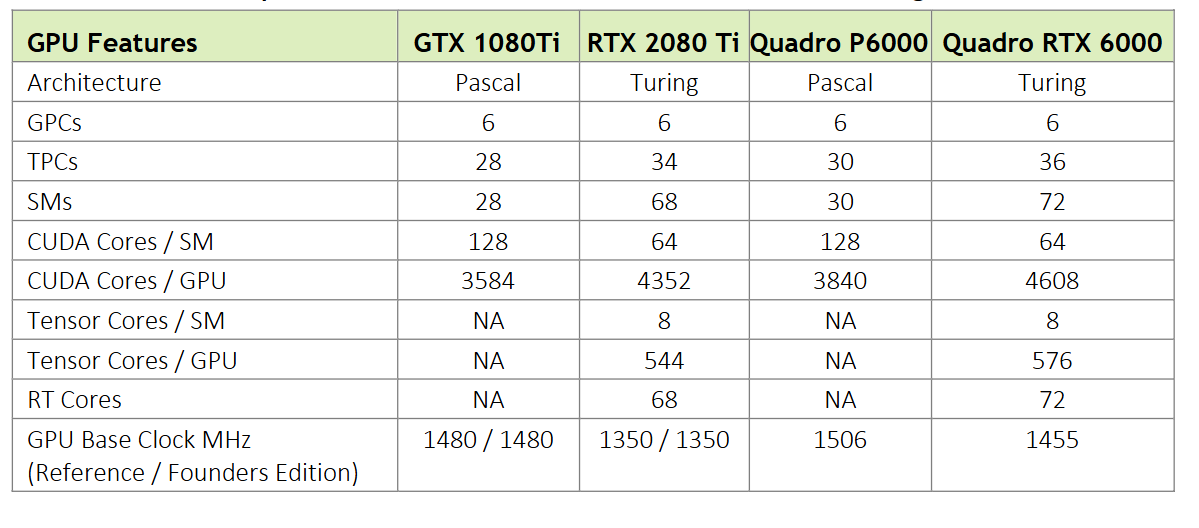 GPU Features GTX 1080Ti RTX 2080 Ti Quadro P6000 Quadro RTX 6000
Architecture Pascal Turing Pascal Turing
GPCs 6 6 6 6
TPCs 28 34 30 36
SMs 28 68 30 72
CUDA Cores / SM 128 64 128 64
CUDA Cores / GPU 3584 4352 3840 4608
Tensor Cores / SM NA 8 NA 8
Tensor Cores / GPU NA 544 NA 576
RT Cores NA 68 NA 72
GPU Base Clock MHz 1480 / 1480 1350 / 1350 1506 1455
(Reference / Founders Edition)